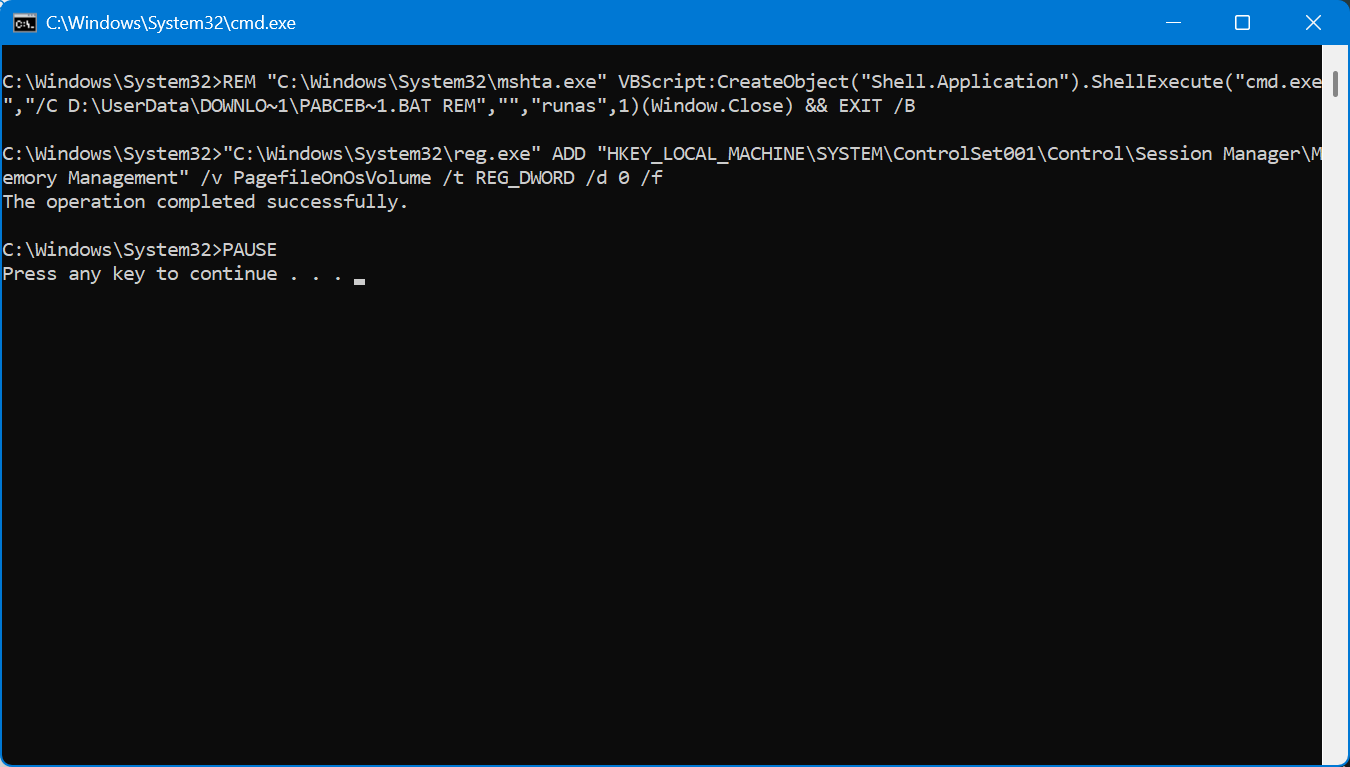 C:\Windows\System32\cmd.exe
C:\Windows\System32>REM "C:\Windows\System32\mshta.exe" VBScript:CreateObject("Shell.Application").ShellExecute("cmd.exe
","/C D:\UserData\DOWNLO~1\PABCEB~1.BAT REM","","runas",1)(Window.Close) && EXIT /B
C:\Windows\System32>"C:\Windows\System32\reg.exe" ADD "HKEY_LOCAL_MACHINE\SYSTEM\ControlSet001\Control\Session Manager\M
emory Management" /v PagefileOnOsVolume /t REG_DWORD /d 0 /f
The operation completed successfully.
C:\Windows\System32>PAUSE
Press any key to continue . . .